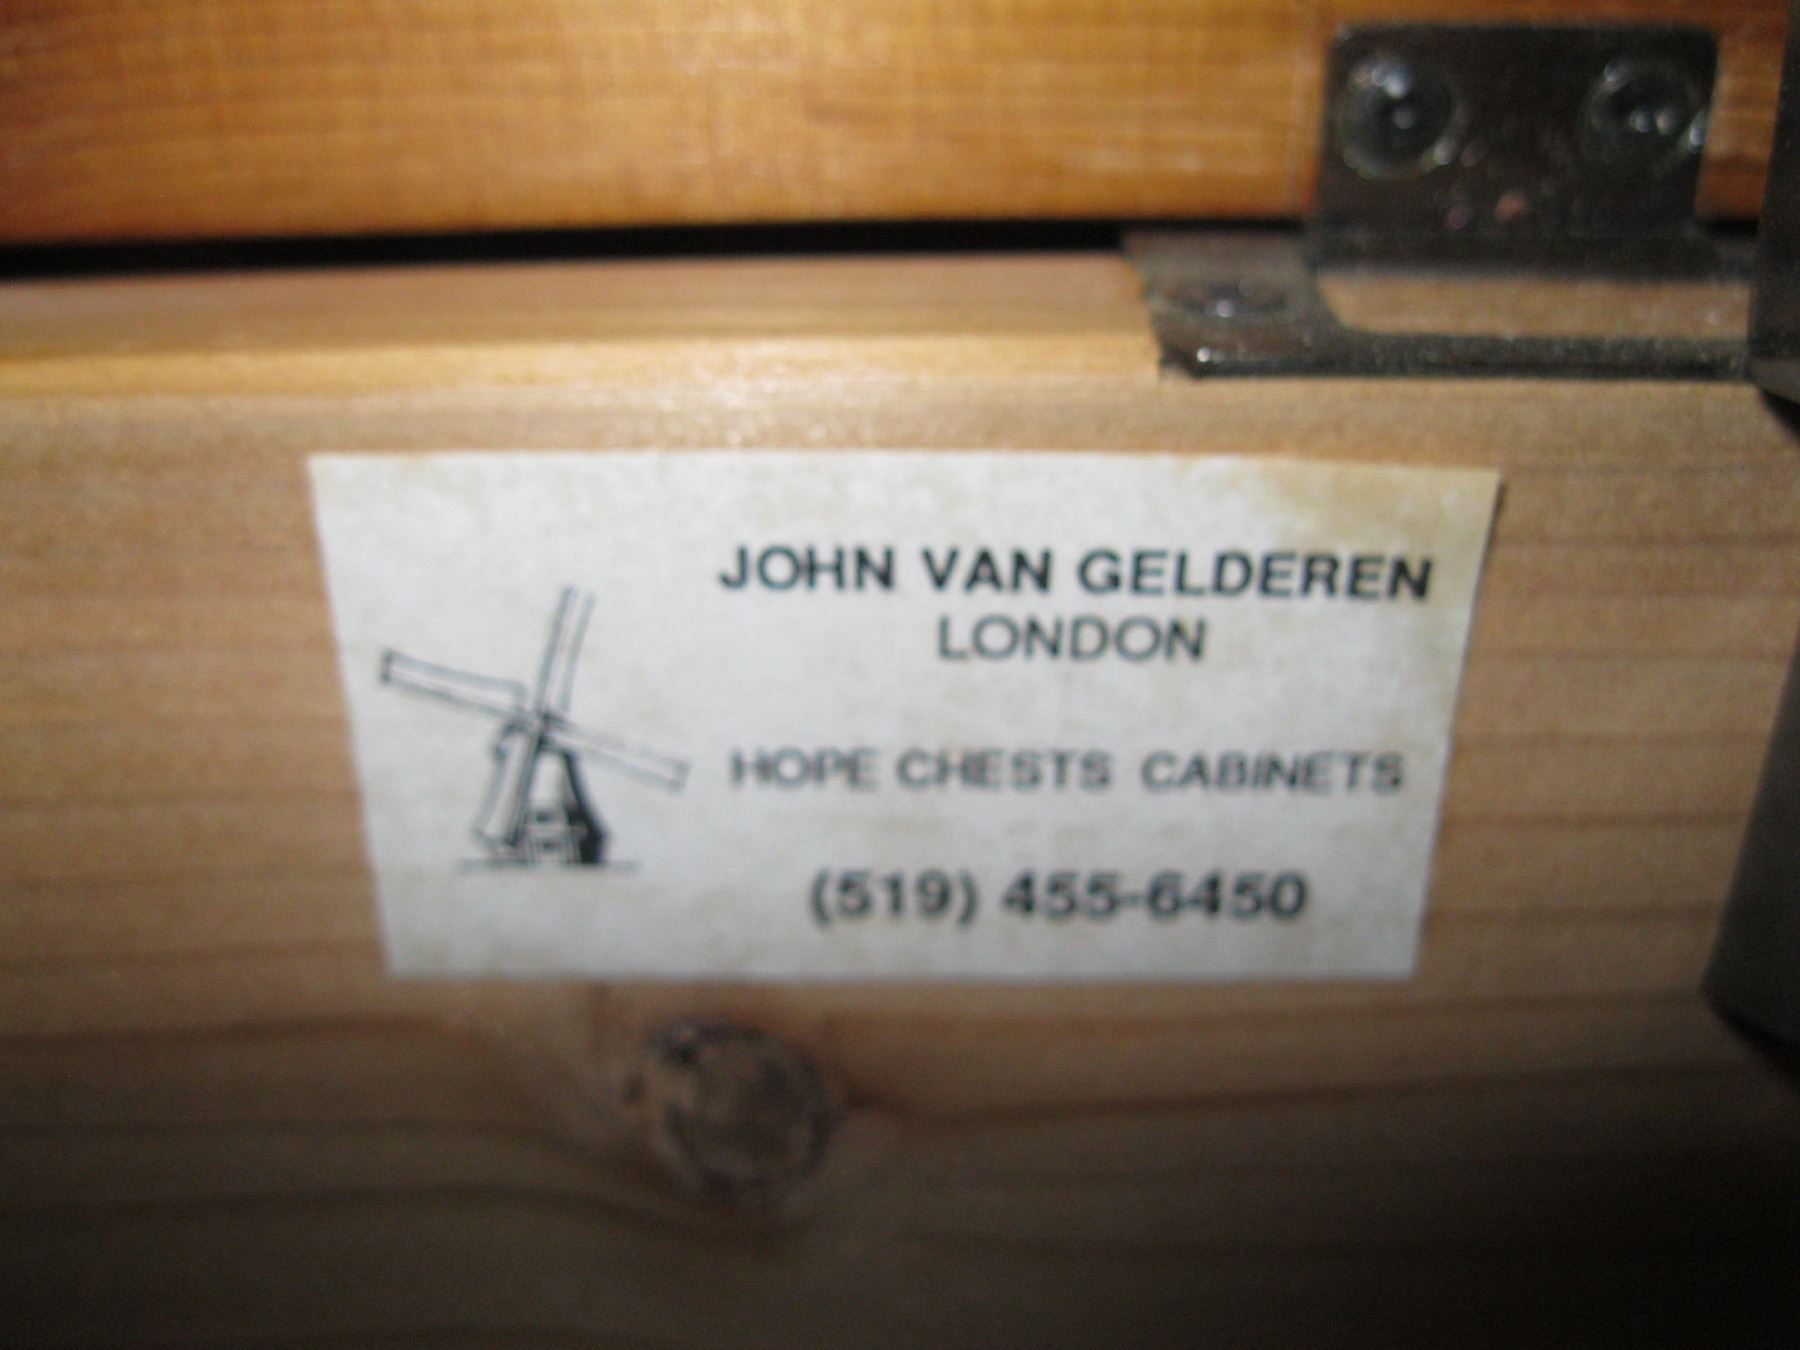 JOHN VAN GELDEREN
LONDON
HOPE CHESTS CABINETS
(519) 455-6450